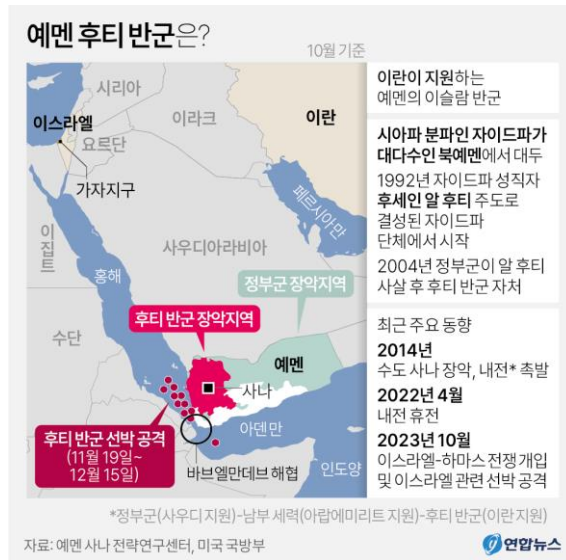 예멘 후티 반군은?
10월 기준
시리아
이스라엘
이라크
이란
요르단
가자지구
페르시아만
이집트
사우디아라비아
홍해
정부군 장악지역
후티 반군 장악지역
수단
예멘
사나
후티 반군 선박 공격
(11월 19일~
12월 15일)
아덴만
바브엘만데브 해협
인도양
이란이 지원하는
예멘의 이슬람 반군
시아파 분파인 자이드파가
대다수인 북예멘에서 대두
1992년 자이드파 성직자
후세인 알 후티 주도로
결성된 자이드파
단체에서 시작
2004년 정부군이 알 후티
사살 후 후티 반군 자처
최근 주요 동향
2014년
수도 사나 장악, 내전* 촉발
2022년 4월
내전 휴전
2023년 10월
이스라엘-하마스 전쟁 개입
및 이스라엘 관련 선박 공격
*정부군(사우디 지원)-남부 세력(아랍에미리트 지원)-후티 반군(이란 지원)
자료: 예멘 사나 전략연구센터, 미국 국방부
연합뉴스